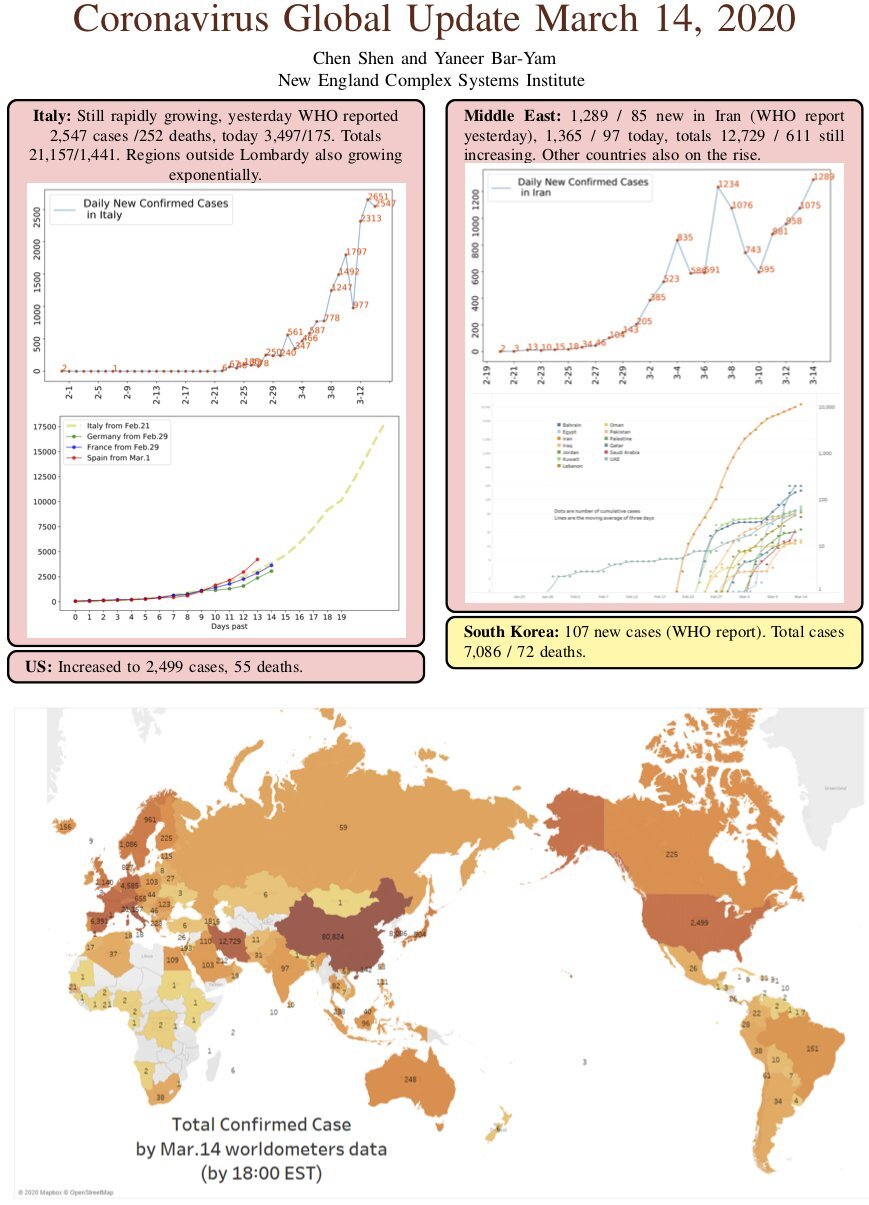 Coronavirus Global Update March 14, 2020
Chen Shen and Yaneer Bar-Yam
New England Complex Systems Institute
Italy: Still rapidly growing, yesterday WHO reported
2,547 cases /252 deaths, today 3,497/175. Totals
21,157/1,441. Regions outside Lombardy also growing
exponentially.
Daily New Confirmed Cases
in Italy
2500
2000
1500
1000
500
0
2
1
250
240
561
347
466
587
778
1247
1492
1797
977
2313
2651
2547
2-1
2-5
2-9
2-13
2-17
2-21
2-25
2-29
3-4
3-8
3-12
Italy from Feb.21
Germany from Feb.29
France from Feb.29
Spain from Mar.1
17500
15000
12500
10000
7500
5000
2500
0
0 1 2 3 4 5 6 7 8 9 10 11 12 13 14 15 16 17 18 19
Days past
US: Increased to 2,499 cases, 55 deaths.
Middle East: 1,289 / 85 new in Iran (WHO report
yesterday), 1,365 / 97 today, totals 12,729 / 611 still
increasing. Other countries also on the rise.
Daily New Confirmed Cases
in Iran
1200
1000
800
600
400
200
0
2 3 13 10 15 18 34
143
205
385
523
835
591
1234
1076
743
595
881
958
1075
1289
2-19
2-21
2-23
2-25
2-27
2-29
3-2
3-4
3-6
3-8
3-10
3-12
3-14
Bahrain
Egypt
Iran
Iraq
Jordan
Kuwait
Lebanon
Oman
Pakistan
Palestine
Qatar
Saudi Arabia
UAE
Dots are number of cumulative cases
Lines are the moving average of three days
10,000
1,000
100
10
1
South Korea: 107 new cases (WHO report). Total cases
7,086 / 72 deaths.
Greenland
156
9
961
1,086
225
115
59
4,585
103
27
44
123
6,391
6
1
80,824
12,729
110
11
31
97
17
37
109
103
19
21
10
38
2
1
6
3
248
225
2,499
26
22
28
38
10
61
7
34
4
151
Total Confirmed Case
by Mar.14 worldometers data
(by 18:00 EST)
© 2020 Mapbox © OpenStreetMap